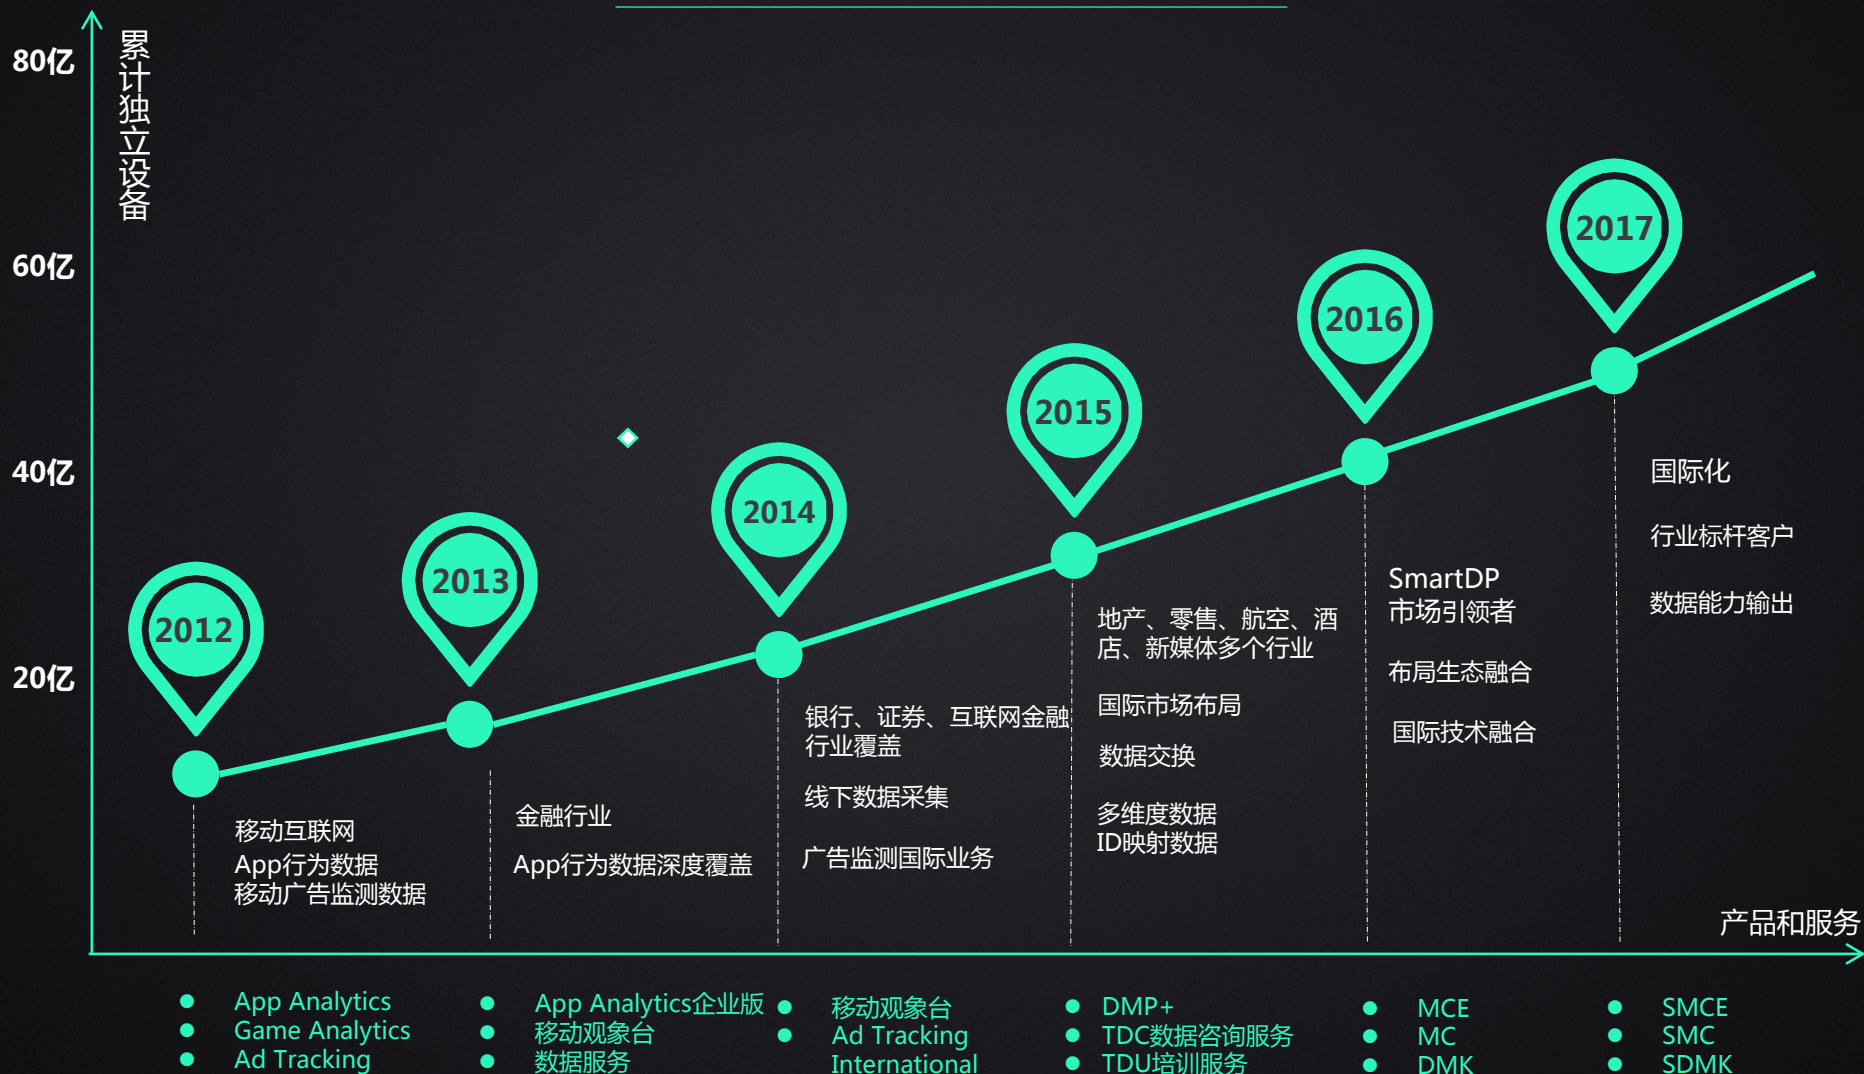 80亿
60亿
40亿
20亿
累计独立设备
2012
2013
2014
2015
2016
2017
移动互联网
App行为数据
移动广告监测数据
金融行业
App行为数据深度覆盖
银行、证券、互联网金融
行业覆盖
线下数据采集
广告监测国际业务
地产、零售、航空、酒
店、新媒体多个行业
国际市场布局
数据交换
多维度数据
ID映射数据
SmartDP
市场引领者
布局生态融合
国际技术融合
国际化
行业标杆客户
数据能力输出
产品和服务
App Analytics
Game Analytics
Ad Tracking
App Analytics企业版
移动观象台
数据服务
移动观象台
Ad Tracking
International
DMP+
TDC数据咨询服务
TDU培训服务
MCE
MC
DMK
SMCE
SMC
SDMK